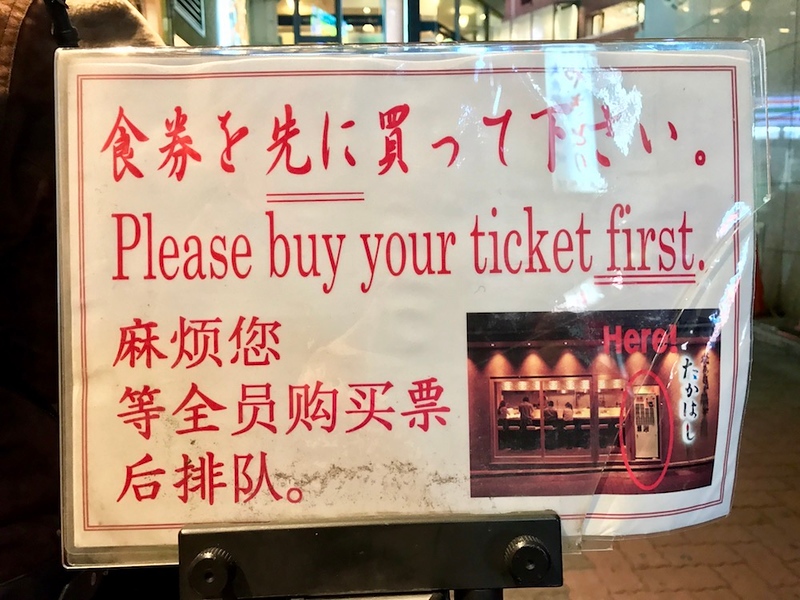 食券を先に買って下さい。
Please buy your ticket first.
麻烦您
等全员购买票
后排队。
Here!
たかはし